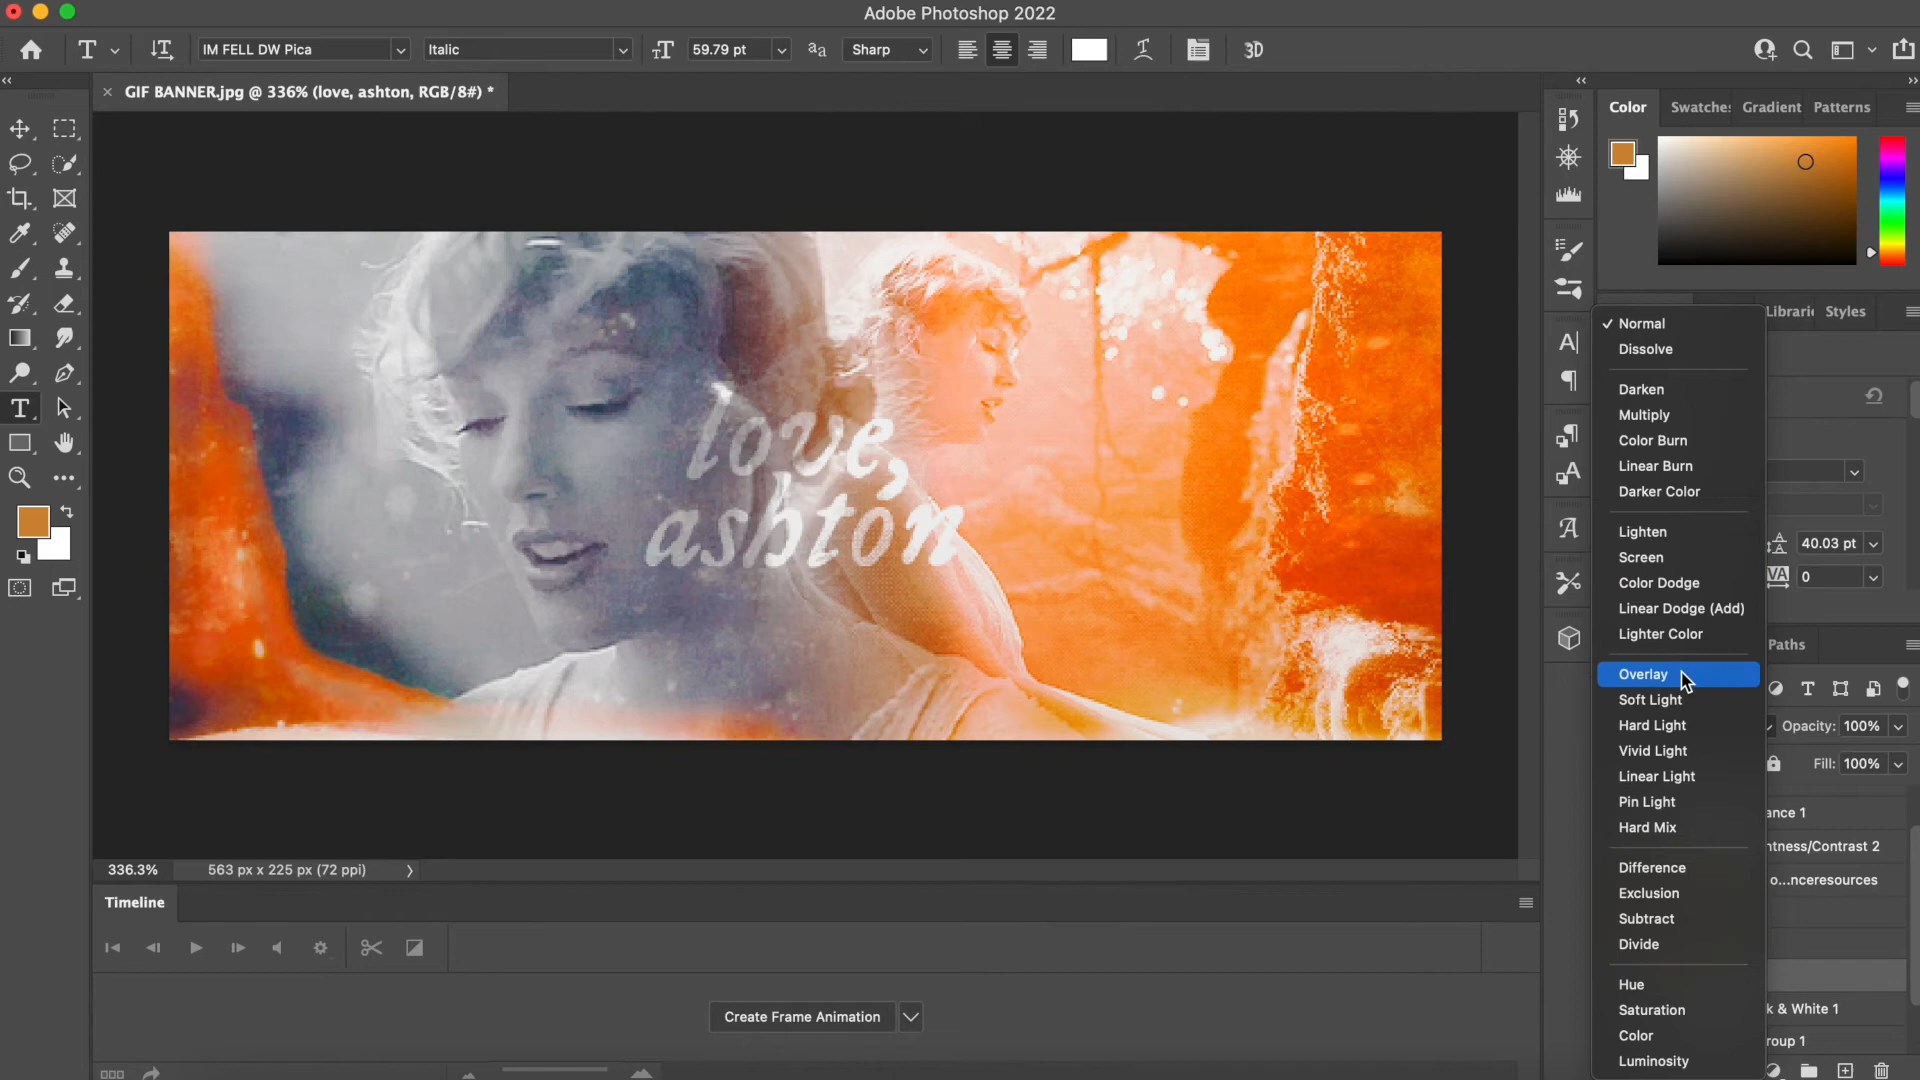 Adobe Photoshop 2022
IM FELL DW Pica
Italic
59.79 pt
Sharp
3D
GIF BANNER.jpg @ 336% (love, ashton, RGB/8#) *
Color
Swatches
Gradient
Patterns
love,
ashton
Librari
Styles
Normal
Dissolve
Darken
Multiply
Color Burn
Linear Burn
Darker Color
Lighten
Screen
Color Dodge
Linear Dodge (Add)
Lighter Color
Overlay
Soft Light
Hard Light
Vivid Light
Linear Light
Pin Light
Hard Mix
Difference
Exclusion
Subtract
Divide
Hue
Saturation
Color
Luminosity
40.03 pt
VA 0
Paths
Opacity: 100%
Fill: 100%
ance 1
ntness/Contrast 2
o...nceresources
k & White 1
roup 1
336.3%
563 px x 225 px (72 ppi)
Timeline
Create Frame Animation